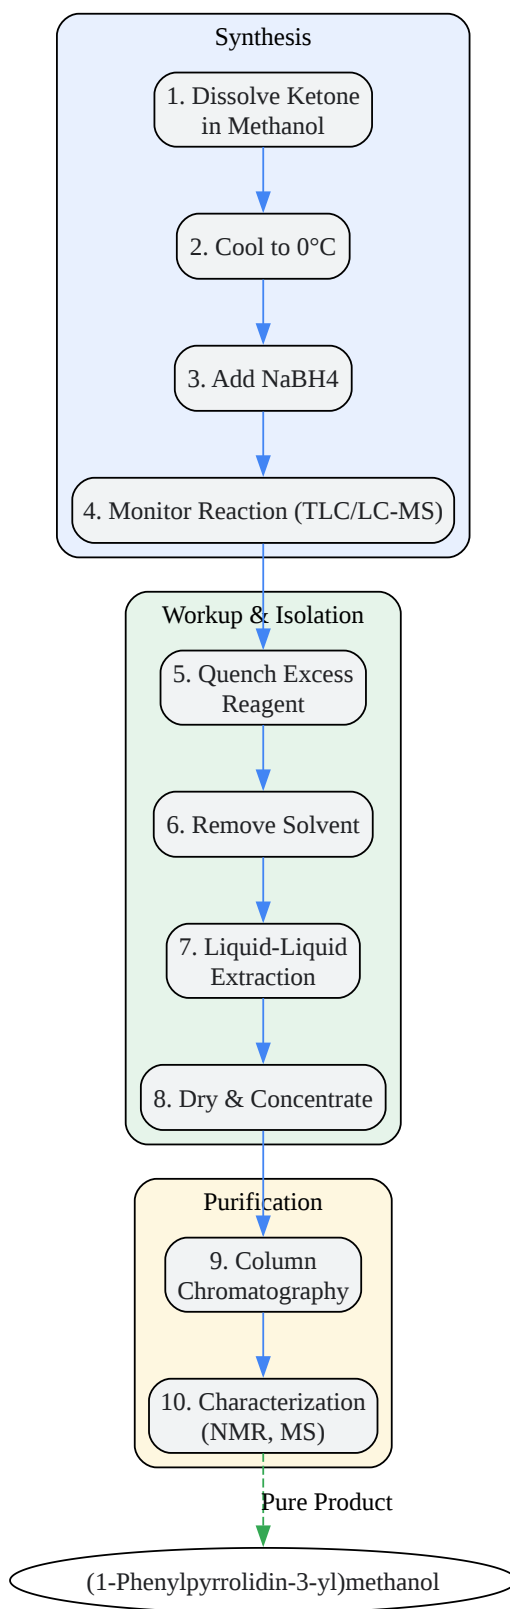 Synthesis
1. Dissolve Ketone
in Methanol
2. Cool to 0°C
3. Add NaBH4
4. Monitor Reaction (TLC/LC-MS)
Workup & Isolation
5. Quench Excess
Reagent
6. Remove Solvent
7. Liquid-Liquid
Extraction
8. Dry & Concentrate
Purification
9. Column
Chromatography
10. Characterization
(NMR, MS)
Pure Product
(1-Phenylpyrrolidin-3-yl)methanol